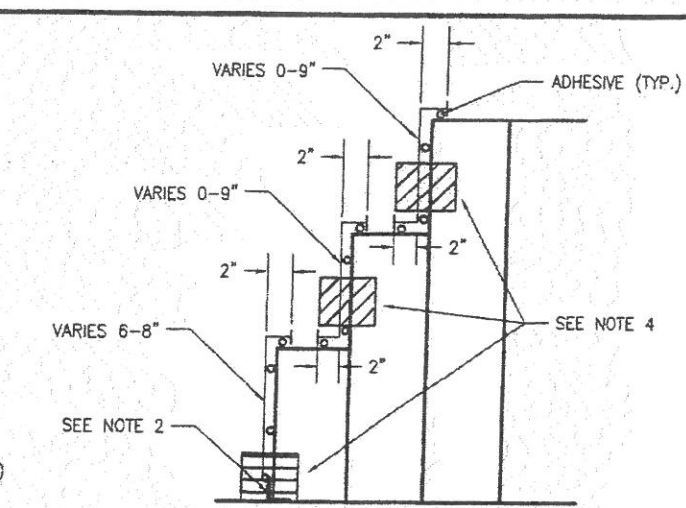 2"
VARIES 0-9"
ADHESIVE (TYP.)
2"
VARIES 0-9"
2"
2"
SEE NOTE 4
VARIES 6-8"
2"
SEE NOTE 2
)